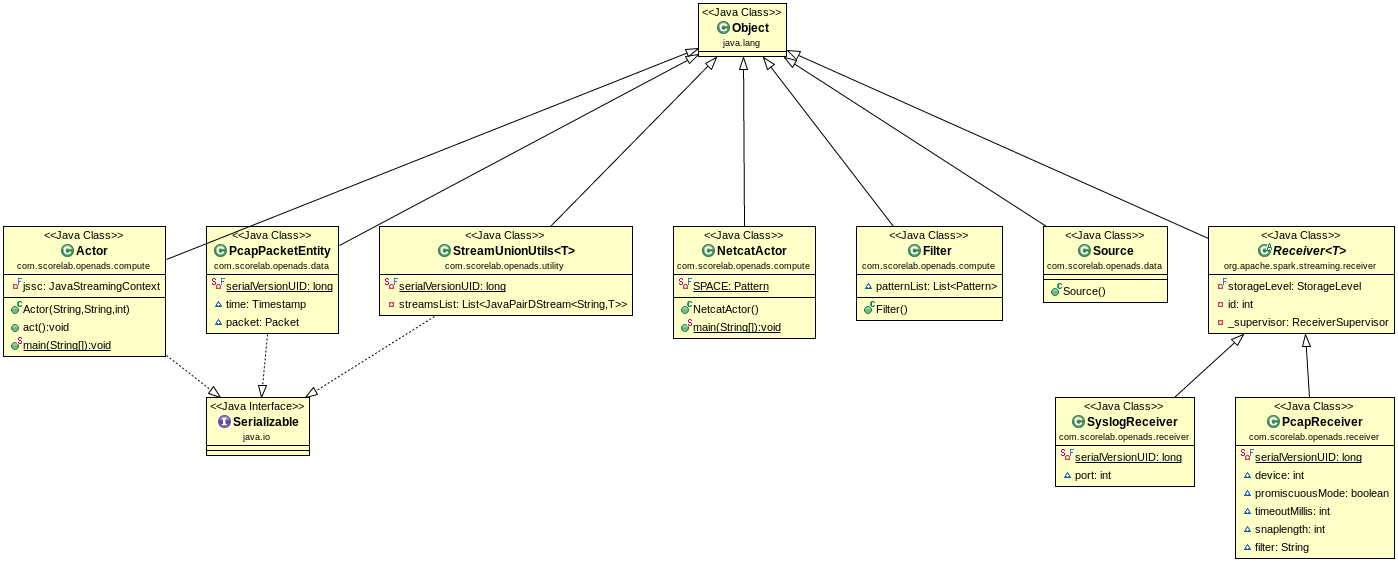 <<Java Class>>
Object
java.lang
<<Java Class>>
Actor
com.scorelab.openads.compute
jssc: JavaStreamingContext
Actor(String,String,int)
act():void
main(String[]):void
<<Java Class>>
PcapPacketEntity
com.scorelab.openads.data
serialVersionUID: long
time: Timestamp
packet: Packet
<<Java Class>>
StreamUnionUtils<T>
com.scorelab.openads.utility
serialVersionUID: long
streamsList: List<JavaPairDStream<String,T>>
<<Java Class>>
NetcatActor
com.scorelab.openads.compute
SPACE: Pattern
NetcatActor()
main(String[]):void
<<Java Class>>
Filter
com.scorelab.openads.compute
patternList: List<Pattern>
Filter()
<<Java Class>>
Source
com.scorelab.openads.data
Source()
<<Java Class>>
Receiver<T>
org.apache.spark.streaming.receiver
storageLevel: StorageLevel
id: int
_supervisor: ReceiverSupervisor
<<Java Interface>>
Serializable
java.io
<<Java Class>>
SyslogReceiver
com.scorelab.openads.receiver
serialVersionUID: long
port: int
<<Java Class>>
PcapReceiver
com.scorelab.openads.receiver
serialVersionUID: long
device: int
promiscuousMode: boolean
timeoutMillis: int
snaplength: int
filter: String